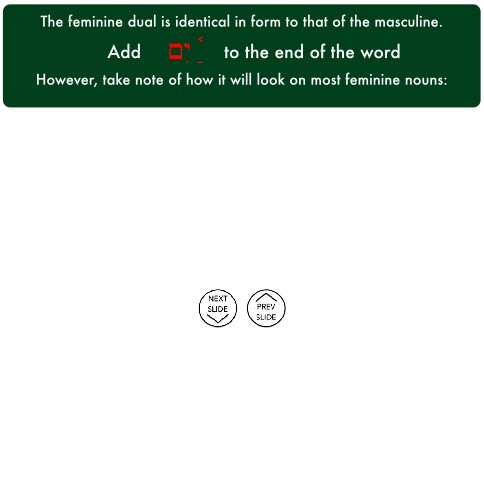 The feminine dual is identical in form to that of the masculine.
Add ◌ַ֫יִם to the end of the word
However, take note of how it will look on most feminine nouns:
NEXT
SLIDE
PREV
SLIDE